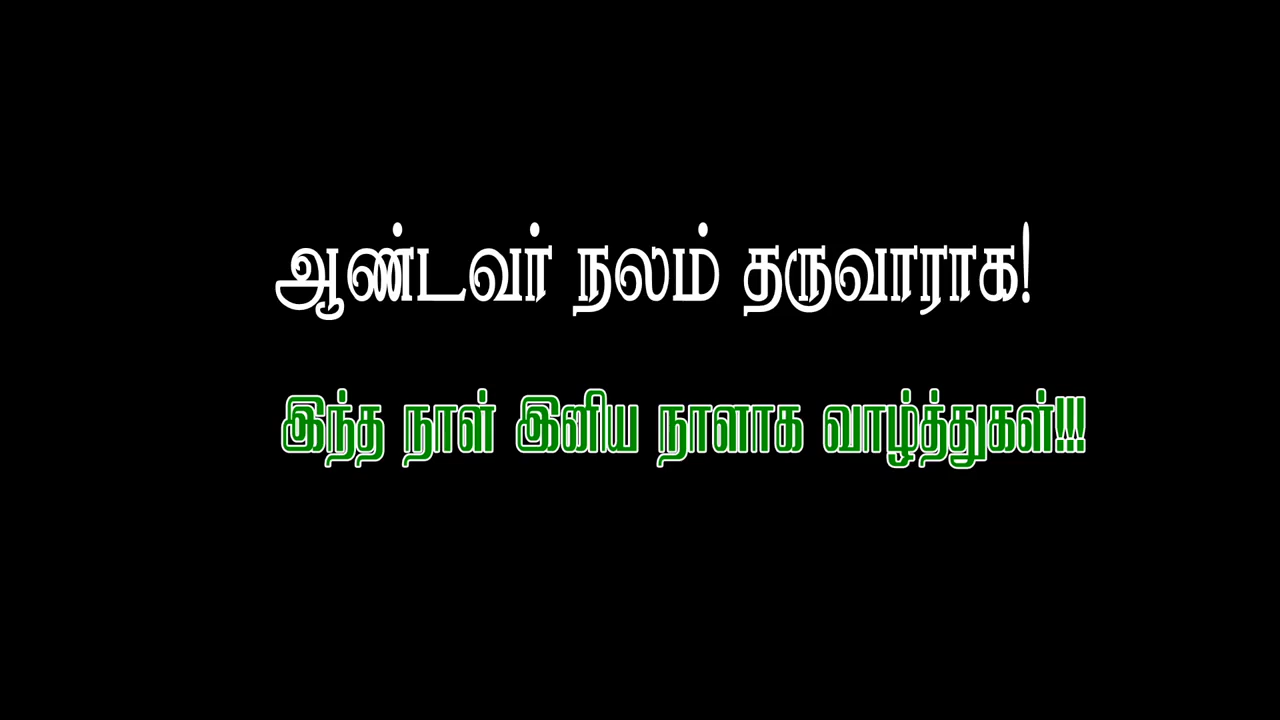 ஆண்டவர் நலம் தருவாராக!
இந்த நாள் இனிய நாளாக வாழ்த்துகள்!!!